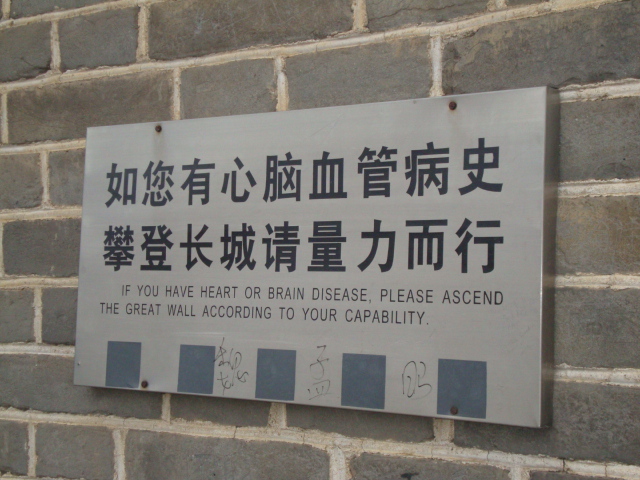 如您有心脑血管病史
攀登长城请量力而行
IF YOU HAVE HEART OR BRAIN DISEASE, PLEASE ASCEND
THE GREAT WALL ACCORDING TO YOUR CAPABILITY.